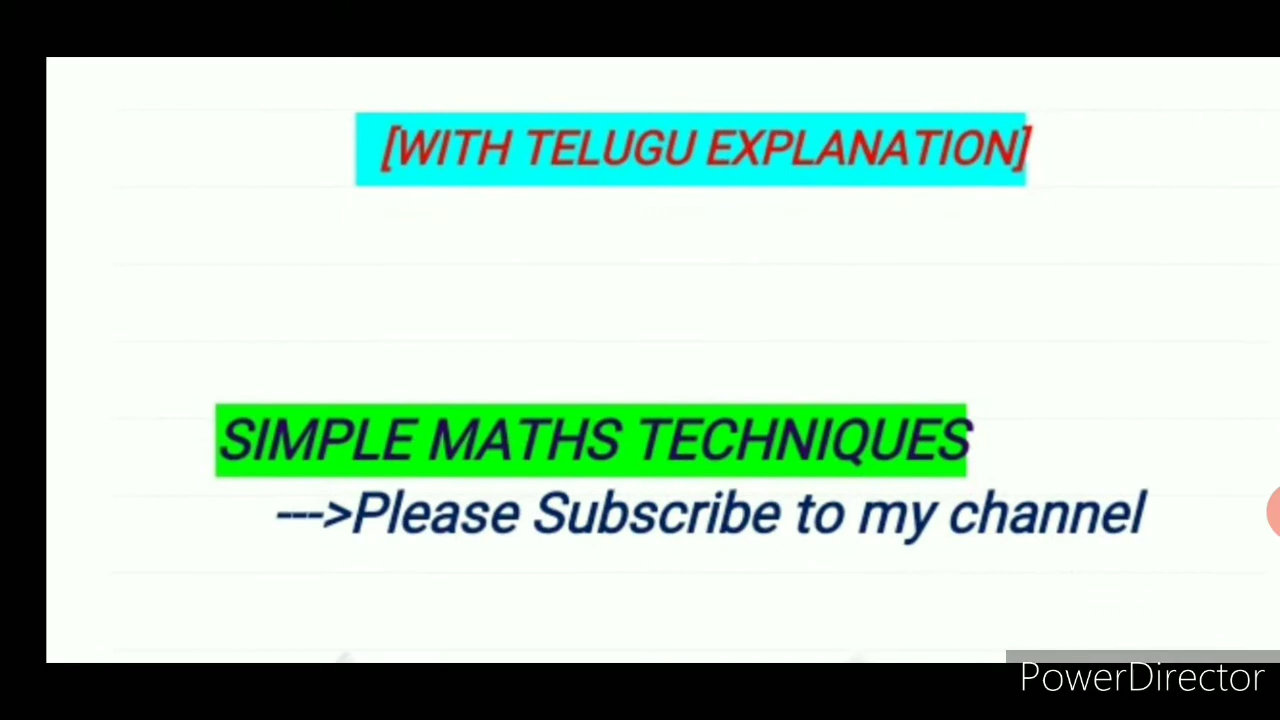 [WITH TELUGU EXPLANATION]
SIMPLE MATHS TECHNIQUES
--->Please Subscribe to my channel
PowerDirector